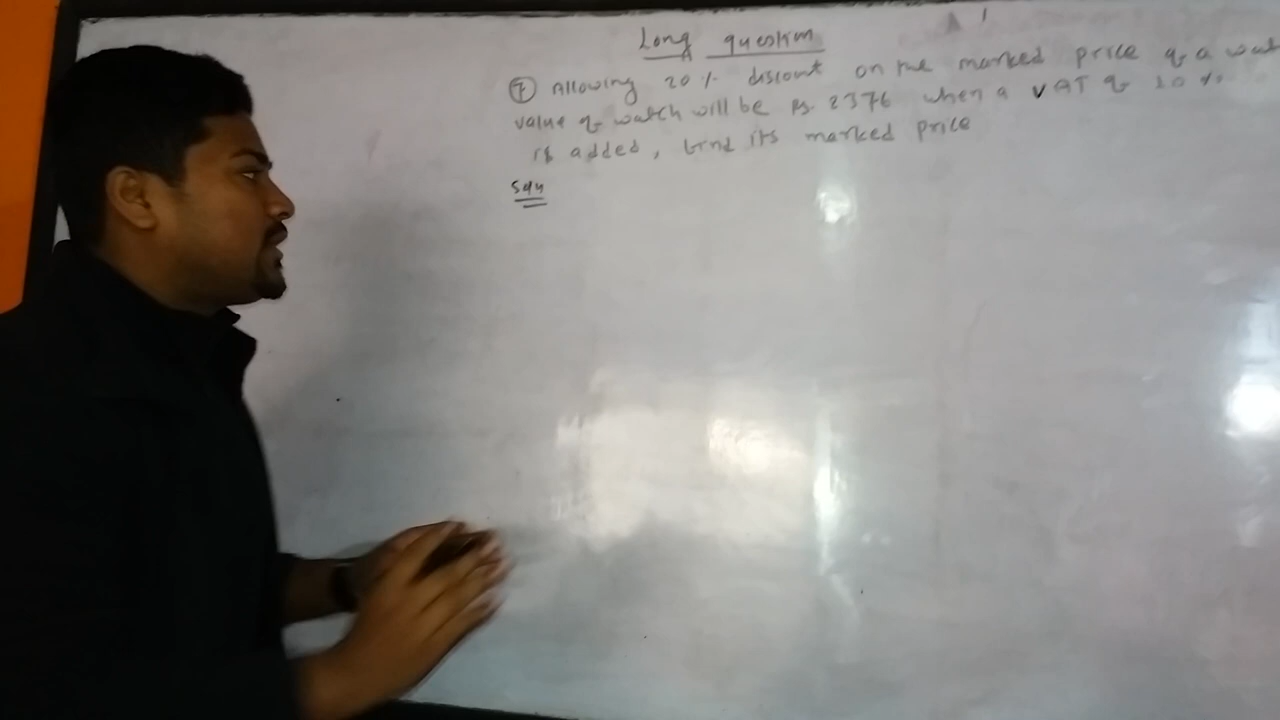 Long question
⑦ Allowing 20% discount on the marked price of a wat
value of watch will be Rs. 2376 when a VAT of 10%
is added, find its marked price
Soln